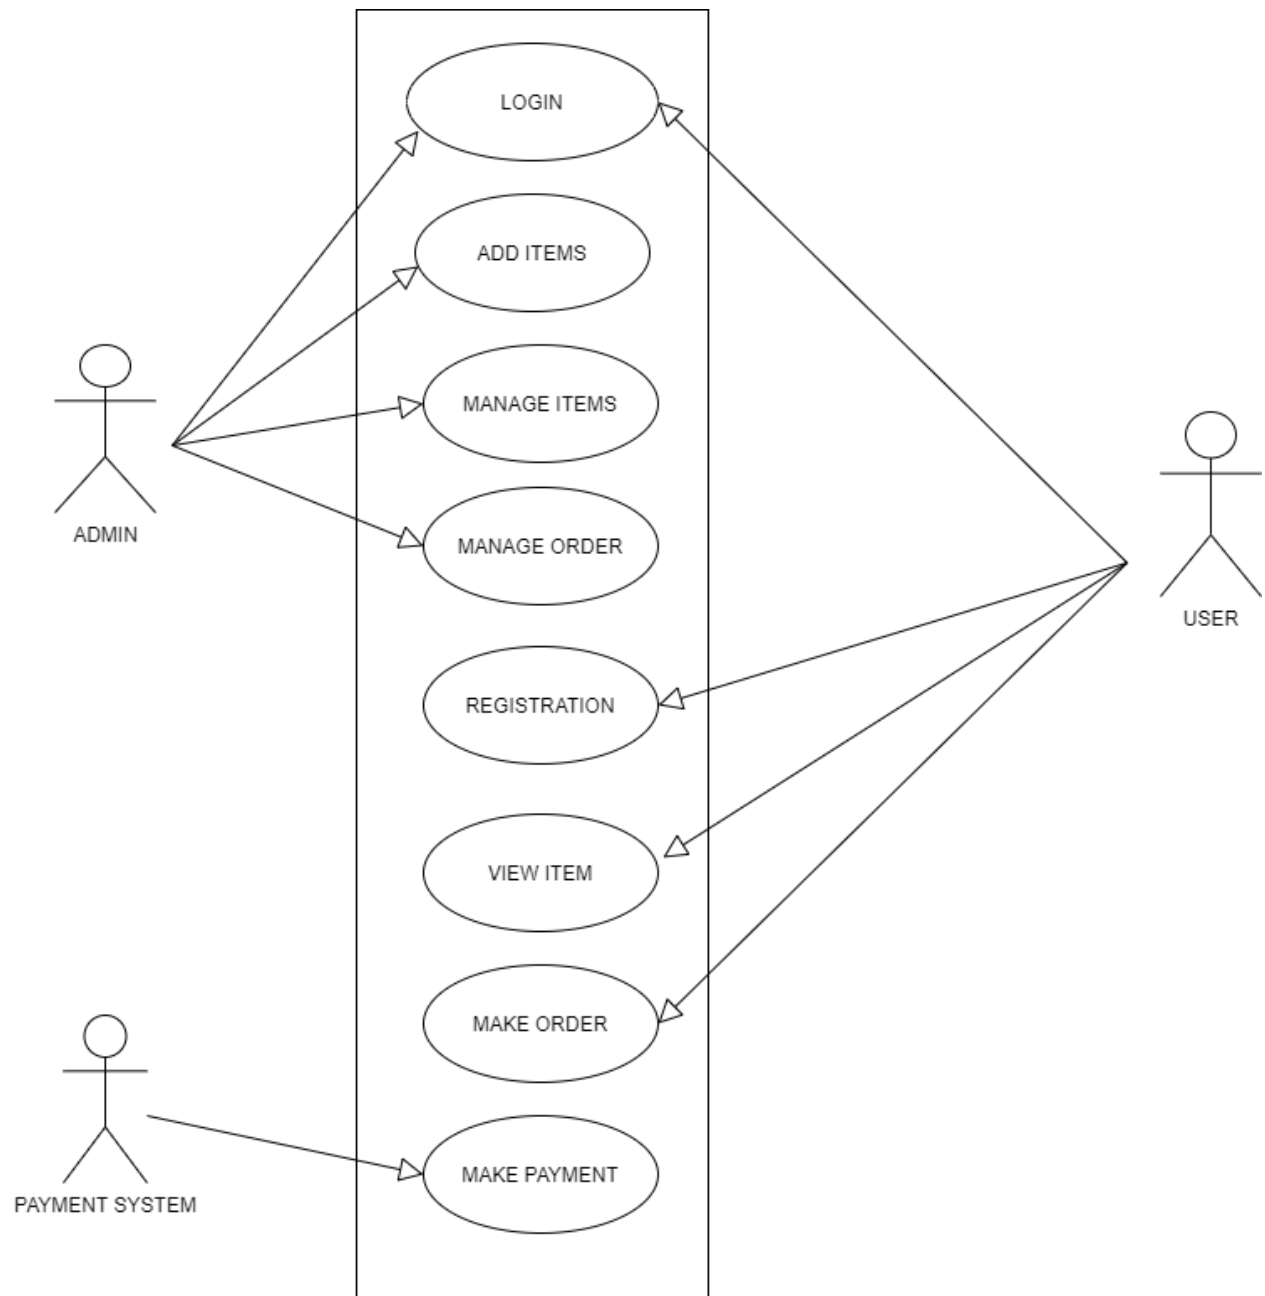 LOGIN
ADD ITEMS
MANAGE ITEMS
MANAGE ORDER
ADMIN
USER
REGISTRATION
VIEW ITEM
MAKE ORDER
MAKE PAYMENT
PAYMENT SYSTEM